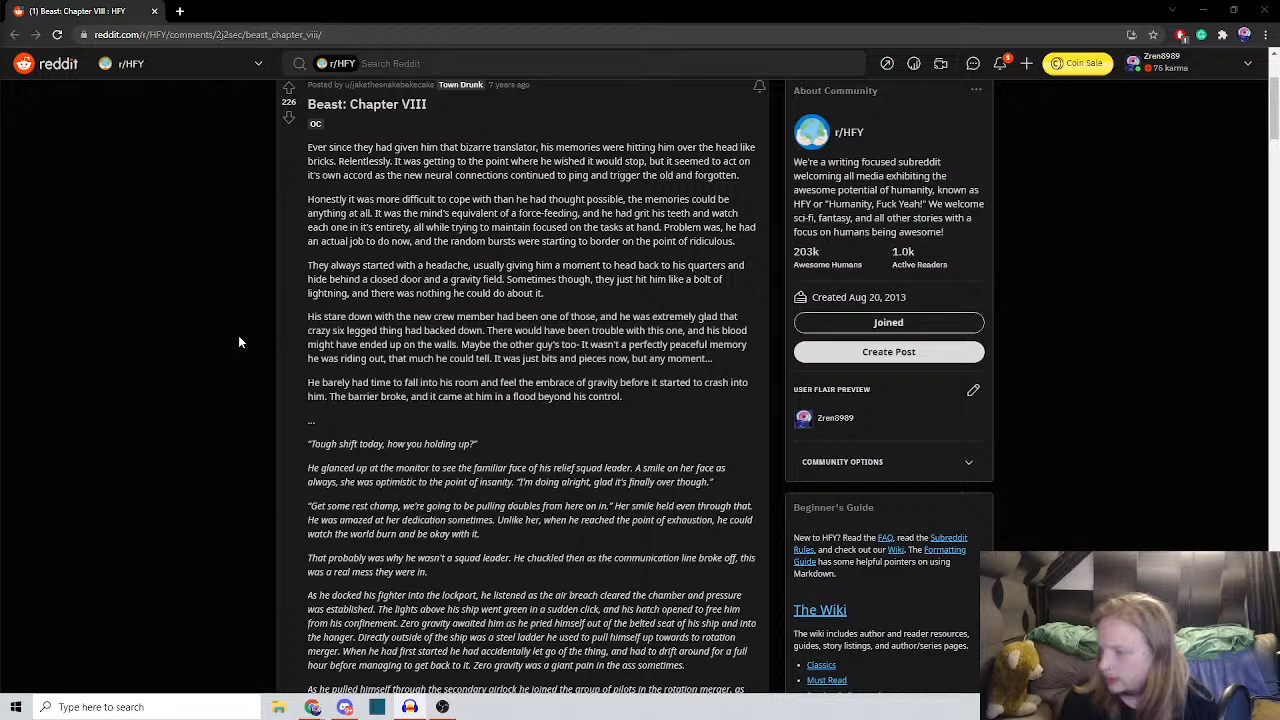 (1) Beast: Chapter VIII : HFY
reddit.com/r/HFY/comments/2j2sec/beast_chapter_viii/
reddit r/HFY r/HFY Search Reddit 1 Coin Sale Zren8989
76 karma
Posted by u/jakethesnakebakecake Town Drunk 7 years ago
226
Beast: Chapter VIII
OC
Ever since they had given him that bizarre translator, his memories were hitting him over the head like
bricks. Relentlessly. It was getting to the point where he wished it would stop, but it seemed to act on
it's own accord as the new neural connections continued to ping and trigger the old and forgotten.
Honestly it was more difficult to cope with than he had thought possible, the memories could be
anything at all. It was the mind's equivalent of a force-feeding, and he had grit his teeth and watch
each one in it's entirety, all while trying to maintain focused on the tasks at hand. Problem was, he had
an actual job to do now, and the random bursts were starting to border on the point of ridiculous.
They always started with a headache, usually giving him a moment to head back to his quarters and
hide behind a closed door and a gravity field. Sometimes though, they just hit him like a bolt of
lightning, and there was nothing he could do about it.
His stare down with the new crew member had been one of those, and he was extremely glad that
crazy six legged thing had backed down. There would have been trouble with this one, and his blood
might have ended up on the walls. Maybe the other guy's too- It wasn't a perfectly peaceful memory
he was riding out, that much he could tell. It was just bits and pieces now, but any moment...
He barely had time to fall into his room and feel the embrace of gravity before it started to crash into
him. The barrier broke, and it came at him in a flood beyond his control.
...
"Tough shift today, how you holding up?"
He glanced up at the monitor to see the familiar face of his relief squad leader. A smile on her face as
always, she was optimistic to the point of insanity. "I'm doing alright, glad it's finally over though."
"Get some rest champ, we're going to be pulling doubles from here on in." Her smile held even through that.
He was amazed at her dedication sometimes. Unlike her, when he reached the point of exhaustion, he could
watch the world burn and be okay with it.
That probably was why he wasn't a squad leader. He chuckled then as the communication line broke off, this
was a real mess they were in.
As he docked his fighter into the lockport, he listened as the air breach cleared the chamber and pressure
was established. The lights above his ship went green in a sudden click, and his hatch opened to free him
from his confinement. Zero gravity awaited him as he pried himself out of the belted seat of his ship and into
the hanger. Directly outside of the ship was a steel ladder he used to pull himself up towards to rotation
merger. When he had first started he had accidentally let go of the thing, and had to drift around for a full
hour before managing to get back to it. Zero gravity was a giant pain in the ass sometimes.
As he pulled himself through the secondary airlock he joined the group of pilots in the rotation merger, as
About Community
r/HFY
We're a writing focused subreddit
welcoming all media exhibiting the
awesome potential of humanity, known as
HFY or "Humanity, Fuck Yeah!" We welcome
sci-fi, fantasy, and all other stories with a
focus on humans being awesome!
203k 1.0k
Awesome Humans Active Readers
Created Aug 20, 2013
Joined
Create Post
USER FLAIR PREVIEW
Zren8989
COMMUNITY OPTIONS
Beginner's Guide
New to HFY? Read the FAQ, read the Subreddit
Rules, and check out our Wiki. The Formatting
Guide has some helpful pointers on using
Markdown.
The Wiki
The wiki includes author and reader resources,
guides, story listings, and author/series pages.
Classics
Must Read
Type here to search